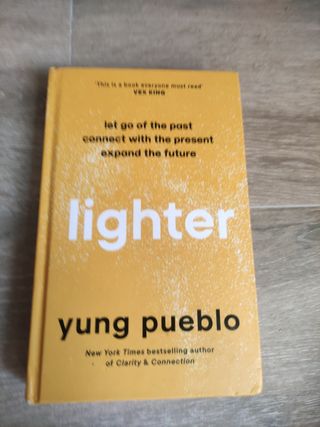 'This is a book everyone must read'
VEX KING
let go of the past
connect with the present
expand the future
lighter
yung pueblo
New York Times bestselling author
of Clarity & Connection